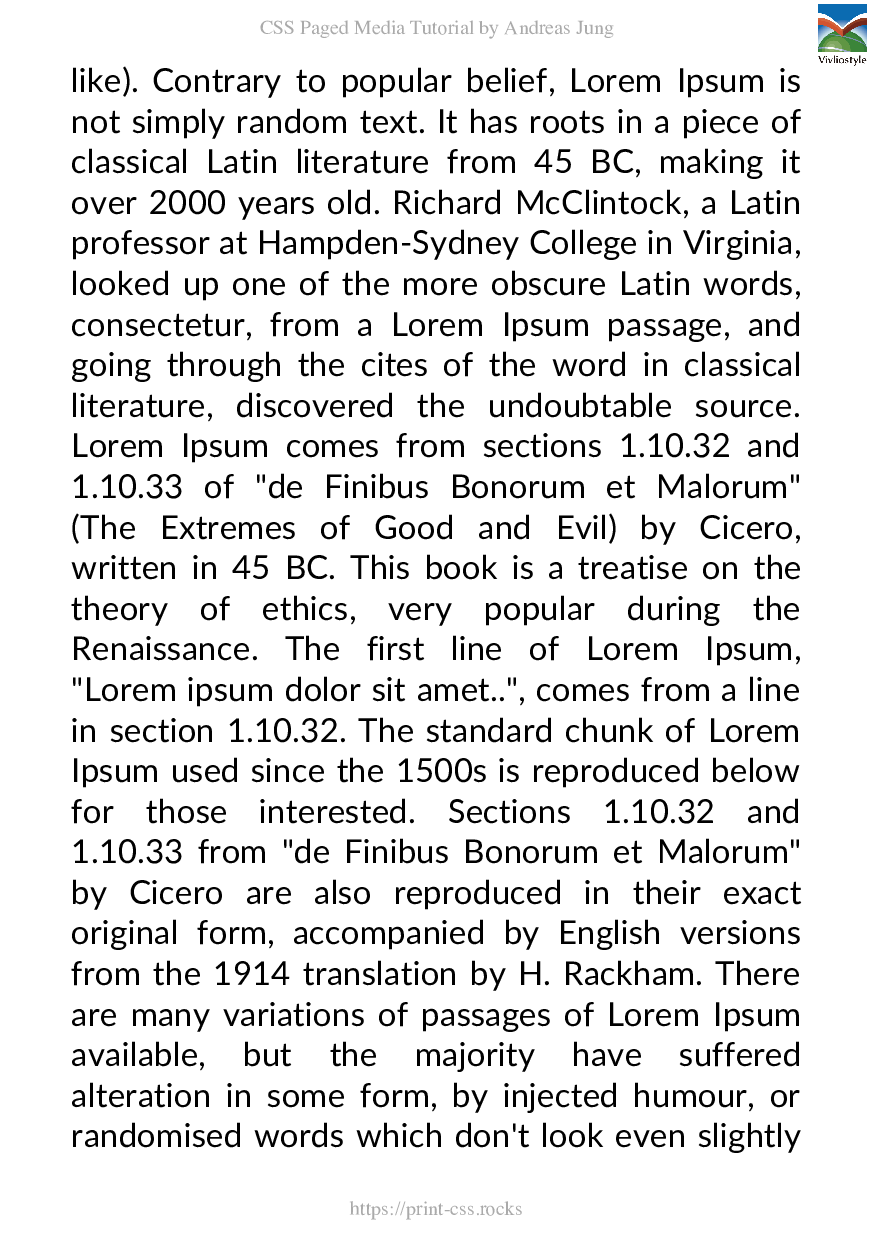 CSS Paged Media Tutorial by Andreas Jung
Vivliostyle
like). Contrary to popular belief, Lorem Ipsum is
not simply random text. It has roots in a piece of
classical Latin literature from 45 BC, making it
over 2000 years old. Richard McClintock, a Latin
professor at Hampden-Sydney College in Virginia,
looked up one of the more obscure Latin words,
consectetur, from a Lorem Ipsum passage, and
going through the cites of the word in classical
literature, discovered the undoubtable source.
Lorem Ipsum comes from sections 1.10.32 and
1.10.33 of "de Finibus Bonorum et Malorum"
(The Extremes of Good and Evil) by Cicero,
written in 45 BC. This book is a treatise on the
theory of ethics, very popular during the
Renaissance. The first line of Lorem Ipsum,
"Lorem ipsum dolor sit amet..", comes from a line
in section 1.10.32. The standard chunk of Lorem
Ipsum used since the 1500s is reproduced below
for those interested. Sections 1.10.32 and
1.10.33 from "de Finibus Bonorum et Malorum"
by Cicero are also reproduced in their exact
original form, accompanied by English versions
from the 1914 translation by H. Rackham. There
are many variations of passages of Lorem Ipsum
available, but the majority have suffered
alteration in some form, by injected humour, or
randomised words which don't look even slightly
https://print-css.rocks